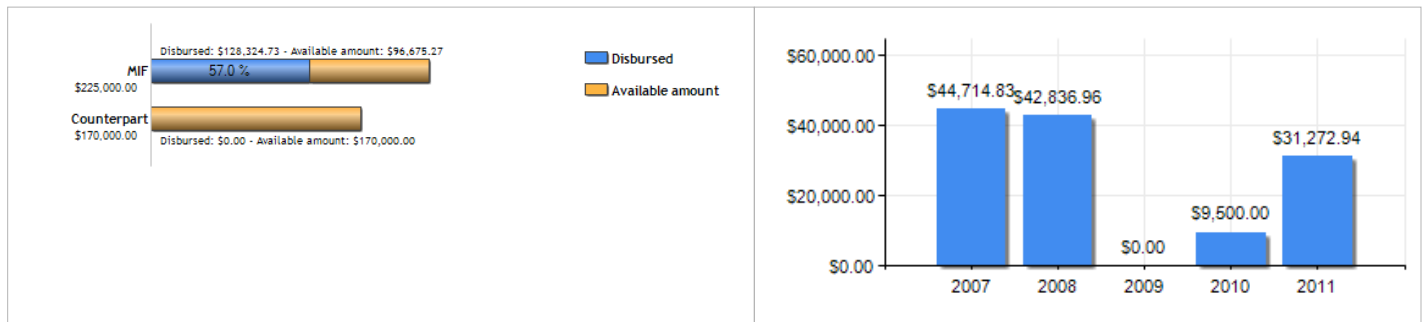 Disbursed: $128,324.73 - Available amount: $96,675.27
MIF
57.0 %
$225,000.00
Counterpart
$170,000.00
Disbursed: $0.00 - Available amount: $170,000.00
Disbursed
Available amount
$60,000.00
$40,000.00
$20,000.00
$0.00
$44,714.83
$42,836.96
$0.00
$9,500.00
$31,272.94
2007 2008 2009 2010 2011